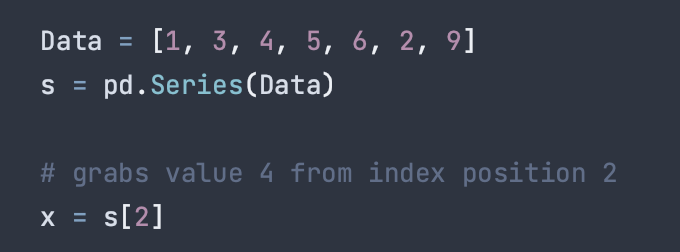 Data = [1, 3, 4, 5, 6, 2, 9]
s = pd.Series(Data)
# grabs value 4 from index position 2
x = s[2]